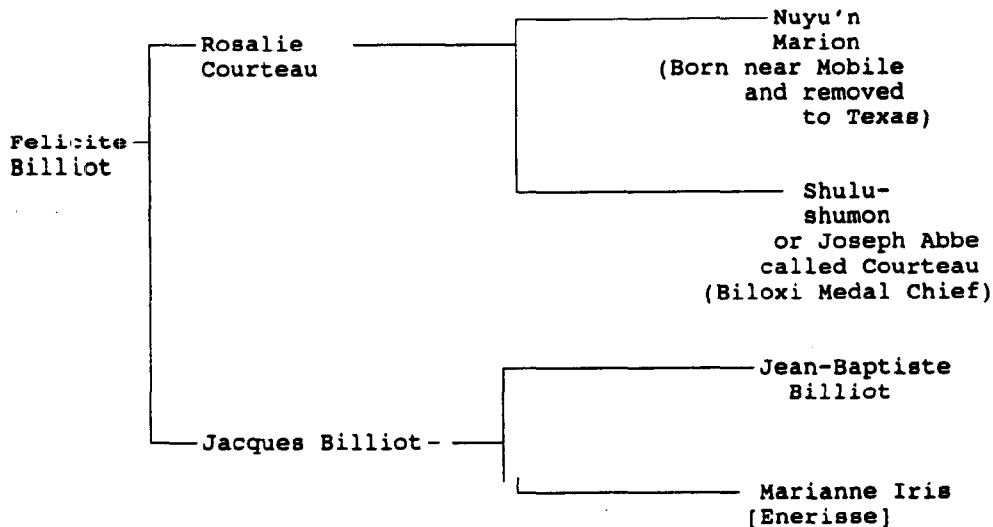 Nuyu'n
Marion
(Born near Mobile
and removed
to Texas)
Rosalie
Courteau
Felicite
Billiot
Shulu-
shumon
or Joseph Abbe
called Courteau
(Biloxi Medal Chief)
Jean-Baptiste
Billiot
Jacques Billiot-
Marianne Iris
[Enerisse]